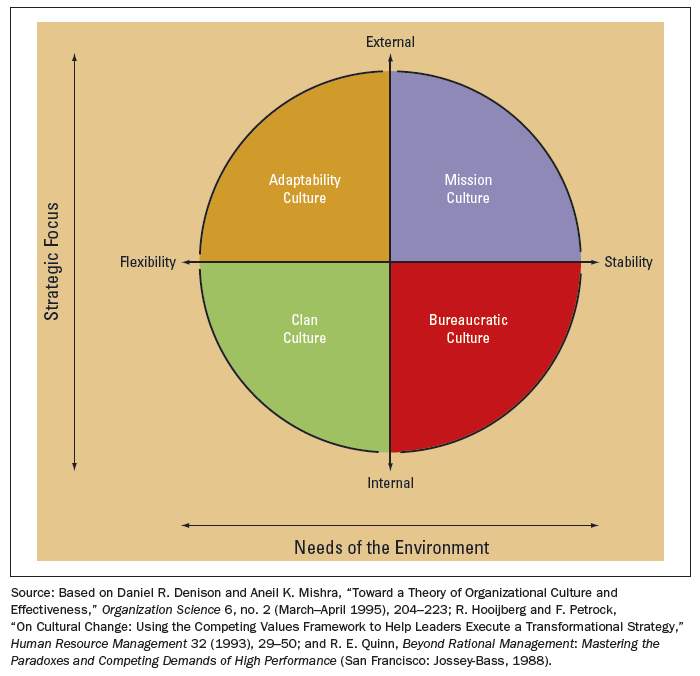 External
Adaptability
Culture
Mission
Culture
Strategic Focus
Flexibility
Stability
Clan
Culture
Bureaucratic
Culture
Internal
Needs of the Environment
Source: Based on Daniel R. Denison and Aneil K. Mishra, “Toward a Theory of Organizational Culture and
Effectiveness,” Organization Science 6, no. 2 (March–April 1995), 204–223; R. Hooijberg and F. Petrock,
“On Cultural Change: Using the Competing Values Framework to Help Leaders Execute a Transformational Strategy,”
Human Resource Management 32 (1993), 29–50; and R. E. Quinn, Beyond Rational Management: Mastering the
Paradoxes and Competing Demands of High Performance (San Francisco: Jossey-Bass, 1988).